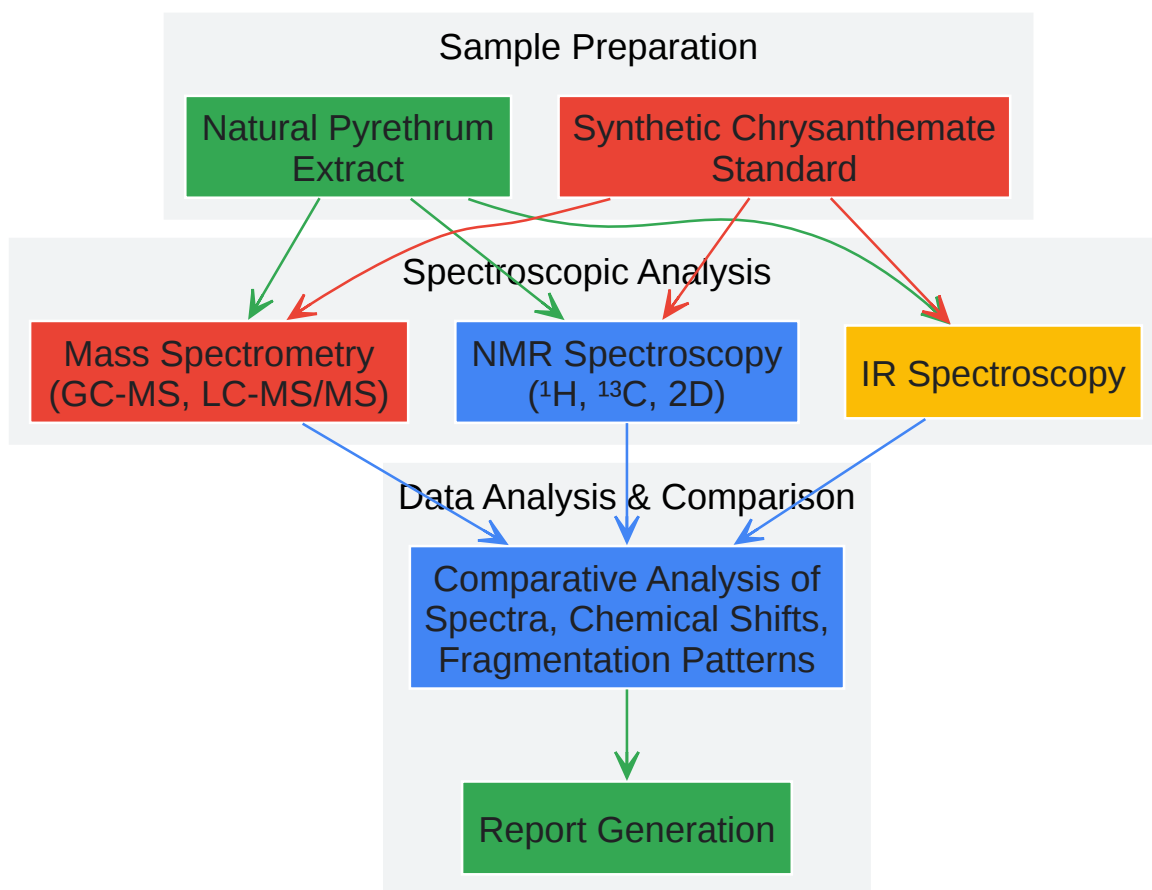 Sample Preparation
Natural Pyrethrum
Extract
Synthetic Chrysanthemate
Standard
Spectroscopic Analysis
Mass Spectrometry
(GC-MS, LC-MS/MS)
NMR Spectroscopy
(¹H, ¹³C, 2D)
IR Spectroscopy
Data Analysis & Comparison
Comparative Analysis of
Spectra, Chemical Shifts,
Fragmentation Patterns
Report Generation